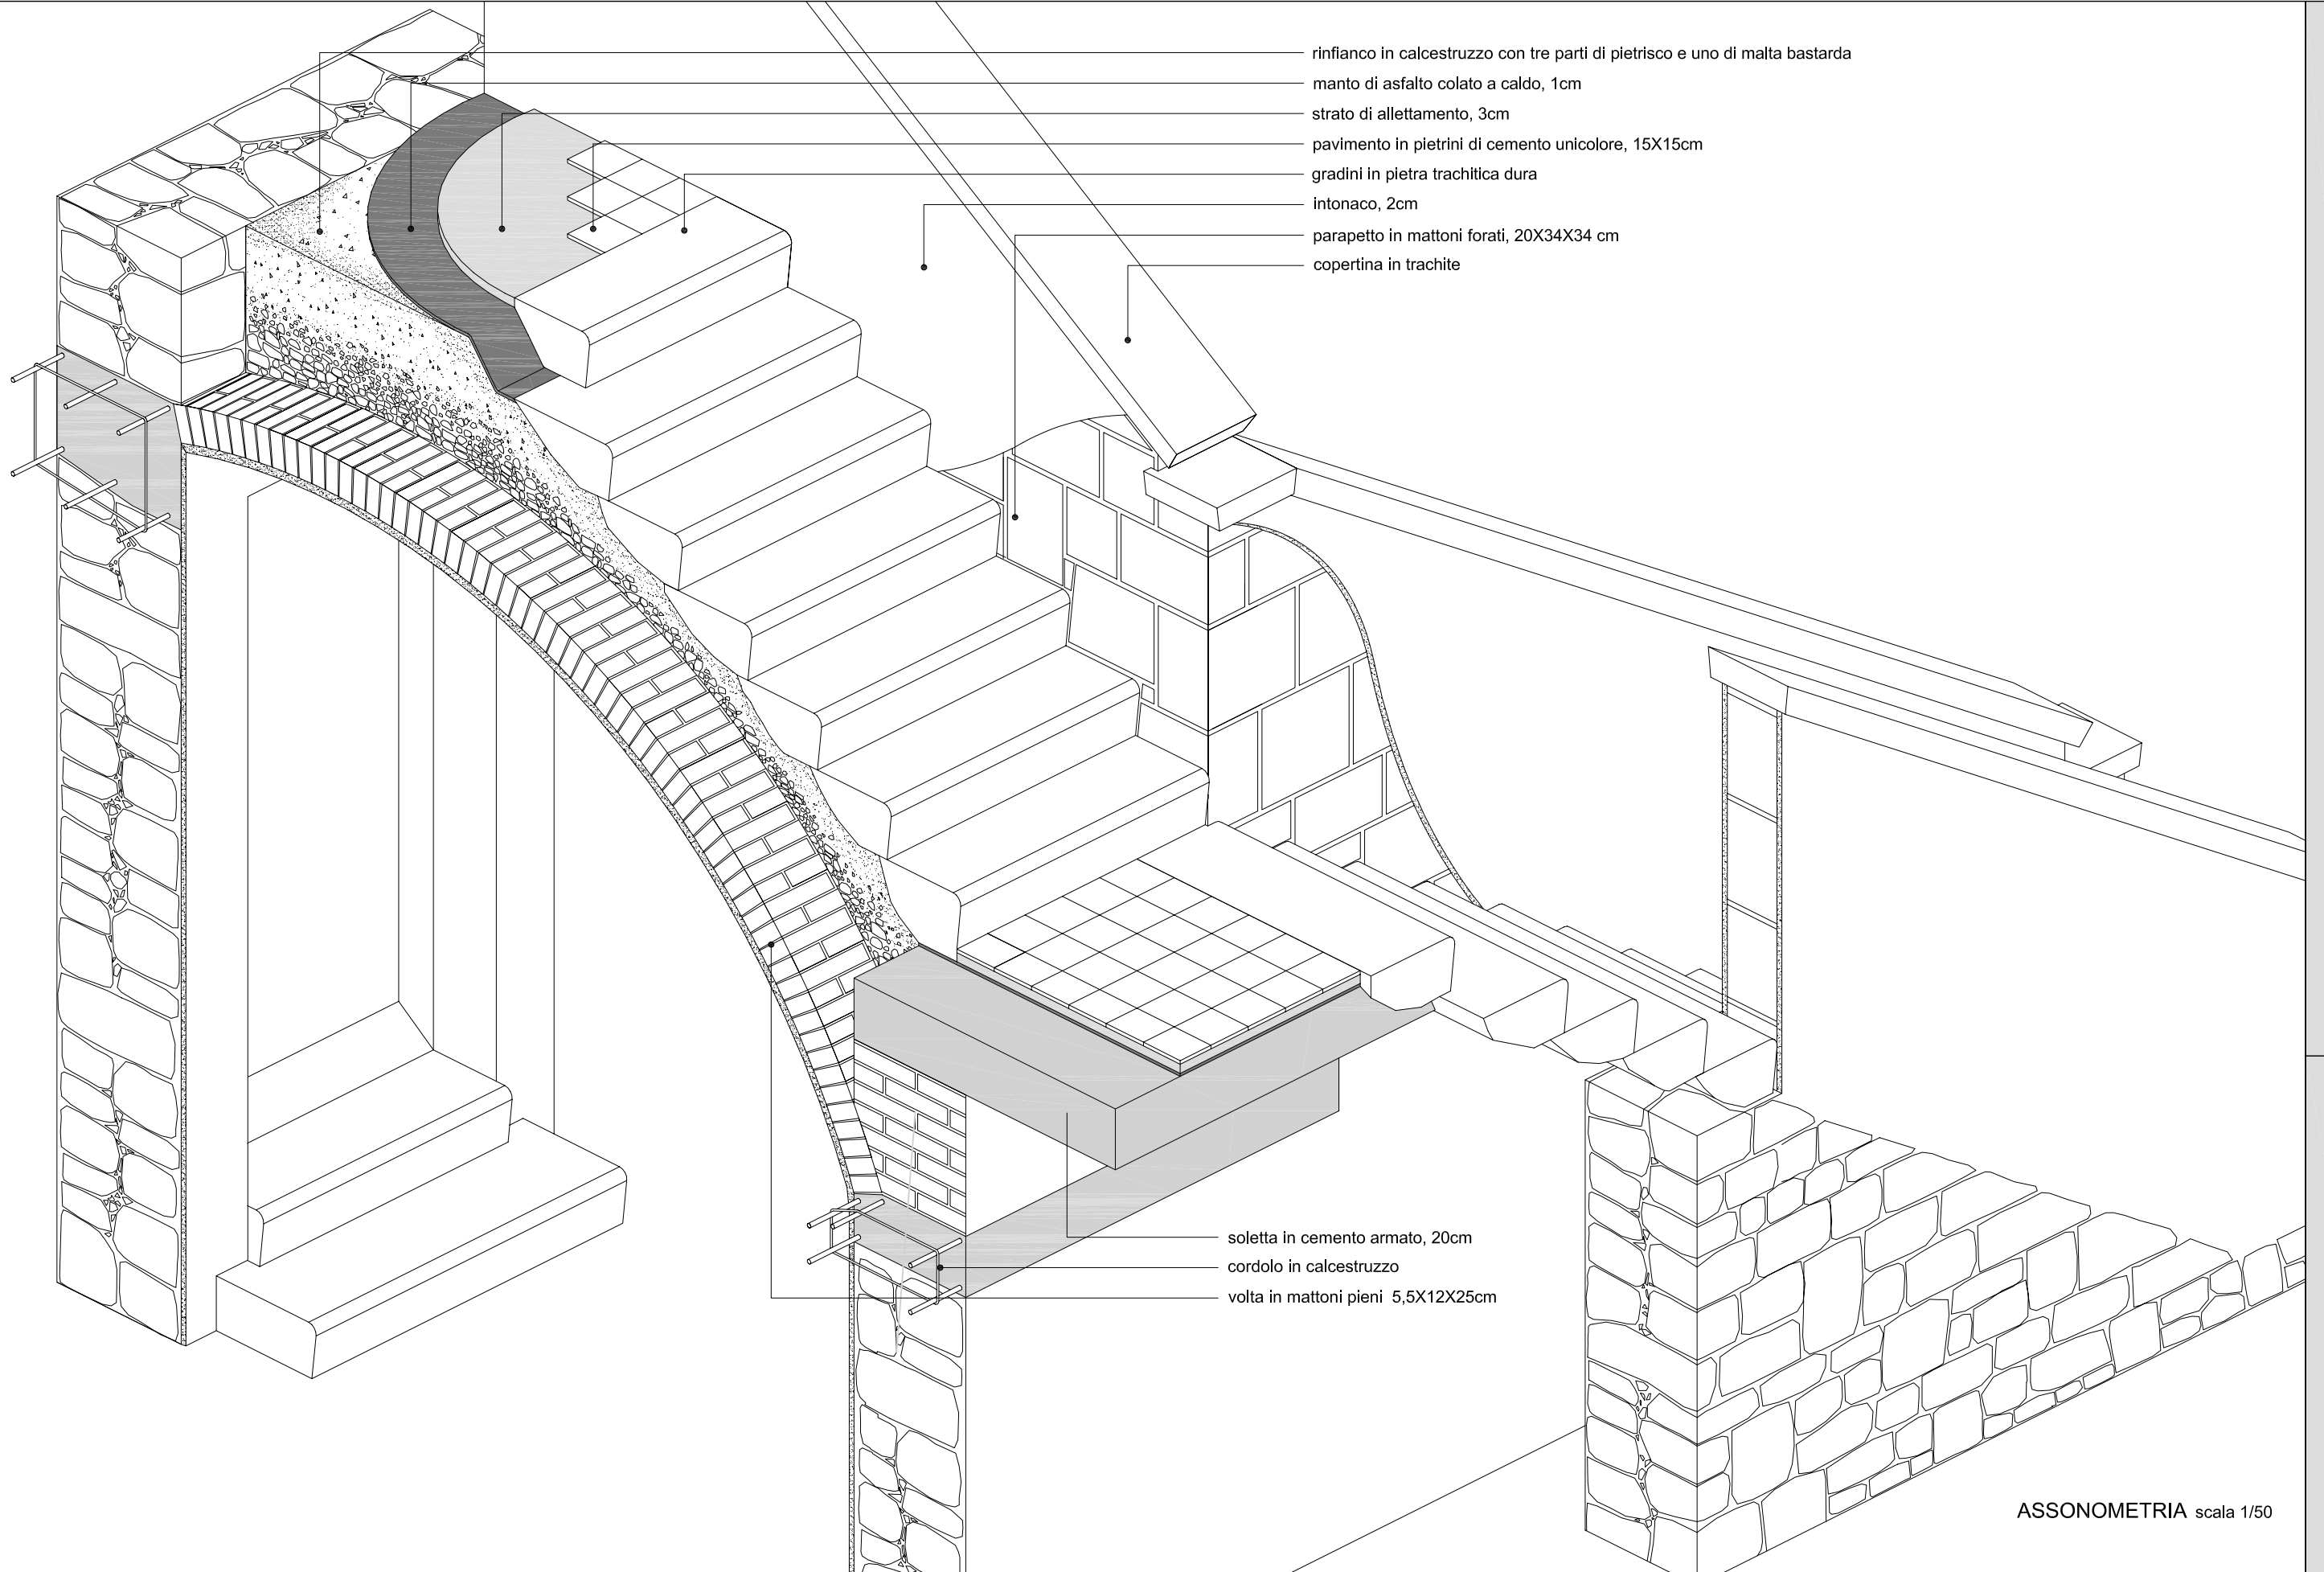 rinfianco in calcestruzzo con tre parti di pietrisco e uno di malta bastarda
manto di asfalto colato a caldo, 1cm
strato di allettamento, 3cm
pavimento in pietrini di cemento unicolore, 15X15cm
gradini in pietra trachitica dura
intonaco, 2cm
parapetto in mattoni forati, 20X34X34 cm
copertina in trachite
soletta in cemento armato, 20cm
cordolo in calcestruzzo
volta in mattoni pieni 5,5X12X25cm
ASSONOMETRIA scala 1/50